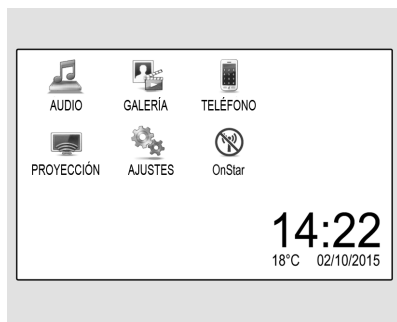 AUDIO GALERÍA TELÉFONO
PROYECCIÓN AJUSTES OnStar
14:22
18°C 02/10/2015